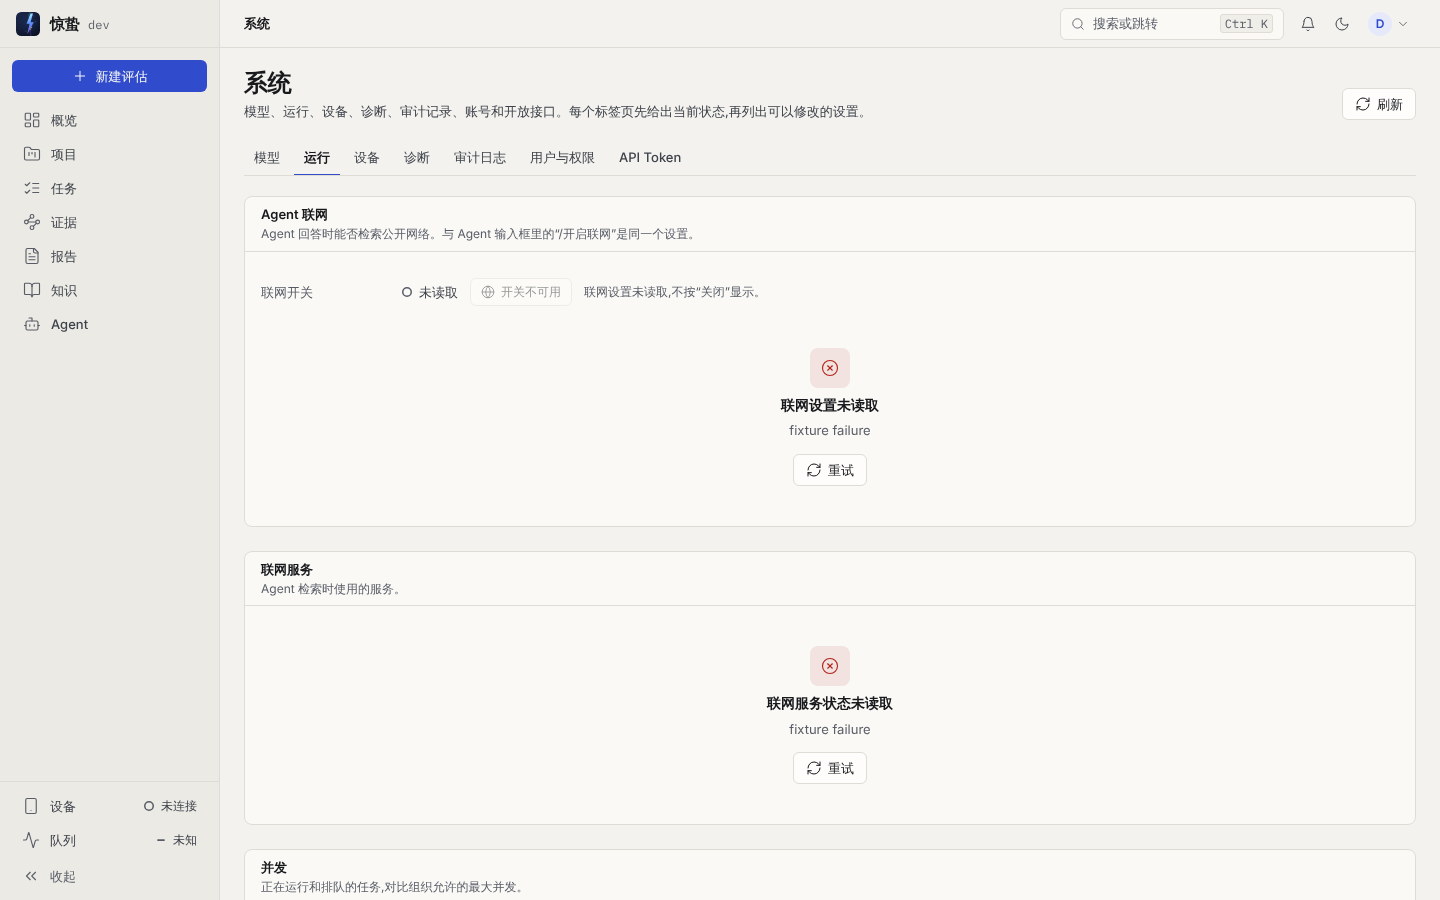 惊蛰 dev
系统
搜索或跳转 Ctrl K
D
新建评估
概览
项目
任务
证据
报告
知识
Agent
系统
模型、运行、设备、诊断、审计记录、账号和开放接口。每个标签页先给出当前状态,再列出可以修改的设置。
刷新
模型 运行 设备 诊断 审计日志 用户与权限 API Token
Agent 联网
Agent 回答时能否检索公开网络。与 Agent 输入框里的“/开启联网”是同一个设置。
联网开关 未读取 开关不可用 联网设置未读取,不按“关闭”显示。
联网设置未读取
fixture failure
重试
联网服务
Agent 检索时使用的服务。
联网服务状态未读取
fixture failure
重试
并发
正在运行和排队的任务,对比组织允许的最大并发。
设备 未连接
队列 未知
收起